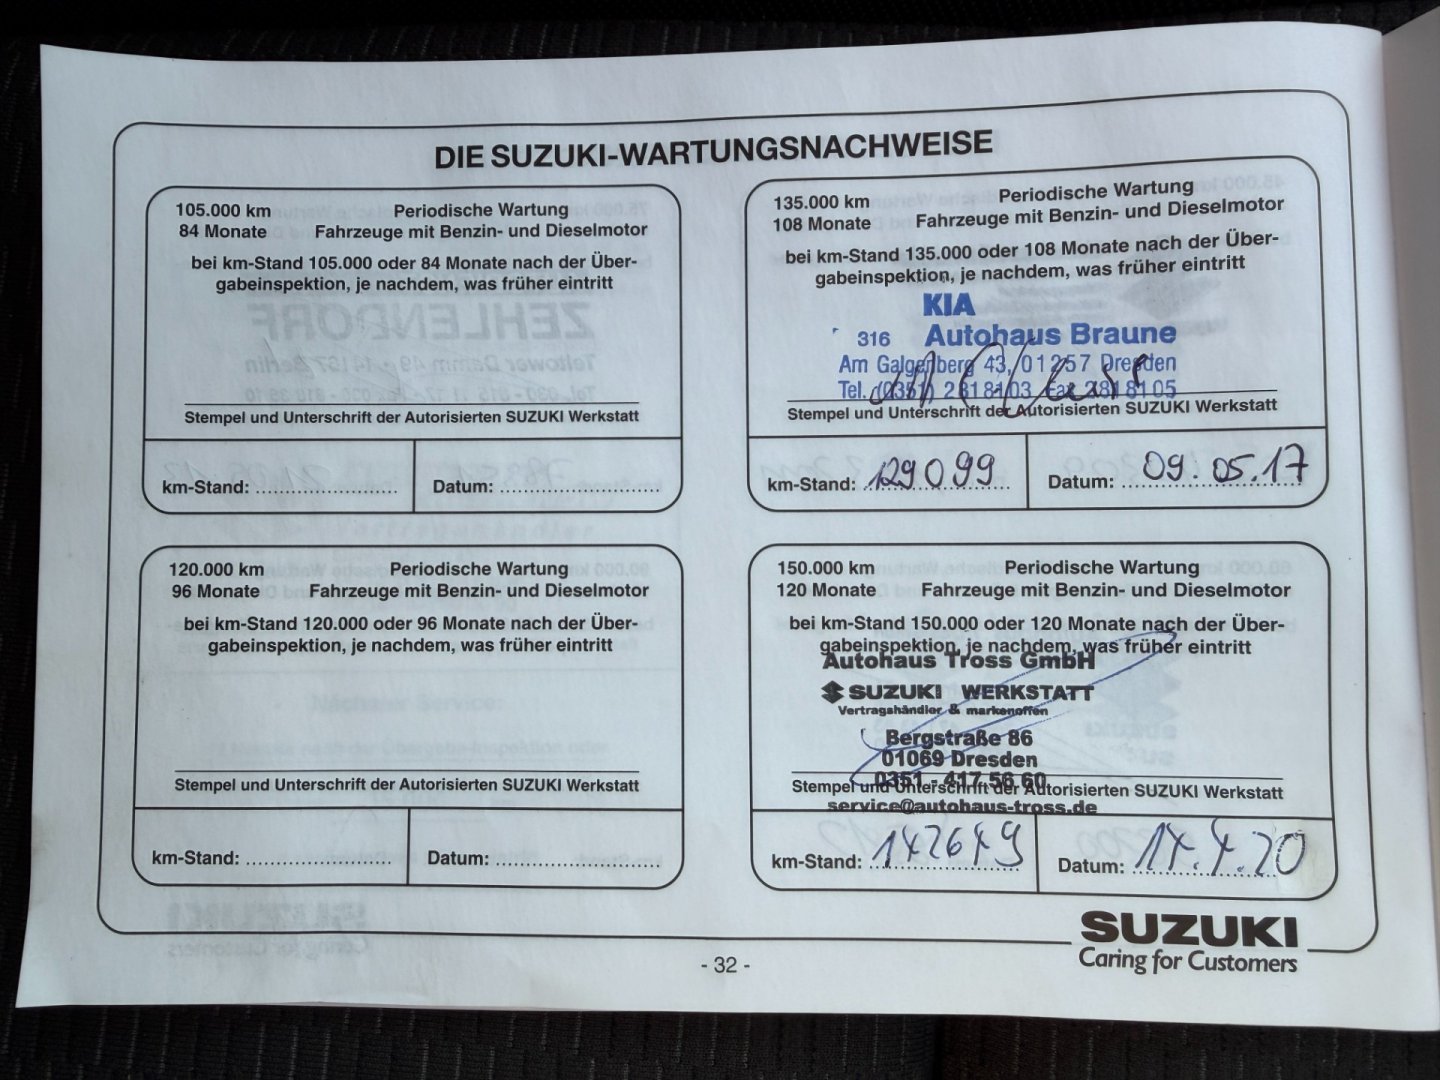 DIE SUZUKI-WARTUNGSNACHWEISE
105.000 km Periodische Wartung
84 Monate Fahrzeuge mit Benzin- und Dieselmotor
bei km-Stand 105.000 oder 84 Monate nach der Über-
gabeinspektion, je nachdem, was früher eintritt
Stempel und Unterschrift der Autorisierten SUZUKI Werkstatt
km-Stand: Datum:
135.000 km Periodische Wartung
108 Monate Fahrzeuge mit Benzin- und Dieselmotor
bei km-Stand 135.000 oder 108 Monate nach der Über-
gabeinspektion, je nachdem, was früher eintritt
KIA
316 Autohaus Braune
Am Galgenberg 43, 01257 Dresden
Tel. (0351) 2818103 Fax 2818105
Stempel und Unterschrift der Autorisierten SUZUKI Werkstatt
km-Stand: 129099 Datum: 09.05.17
120.000 km Periodische Wartung
96 Monate Fahrzeuge mit Benzin- und Dieselmotor
bei km-Stand 120.000 oder 96 Monate nach der Über-
gabeinspektion, je nachdem, was früher eintritt
Stempel und Unterschrift der Autorisierten SUZUKI Werkstatt
km-Stand: Datum:
150.000 km Periodische Wartung
120 Monate Fahrzeuge mit Benzin- und Dieselmotor
bei km-Stand 150.000 oder 120 Monate nach der Über-
gabeinspektion, je nachdem, was früher eintritt
Autohaus Tross GmbH
SUZUKI WERKSTATT
Vertragshändler & markenoffen
Bergstraße 86
01069 Dresden
0351 - 417 56 60
Stempel und Unterschrift der Autorisierten SUZUKI Werkstatt
service@autohaus-tross.de
km-Stand: 142649 Datum: 14.4.20
SUZUKI
Caring for Customers
- 32 -